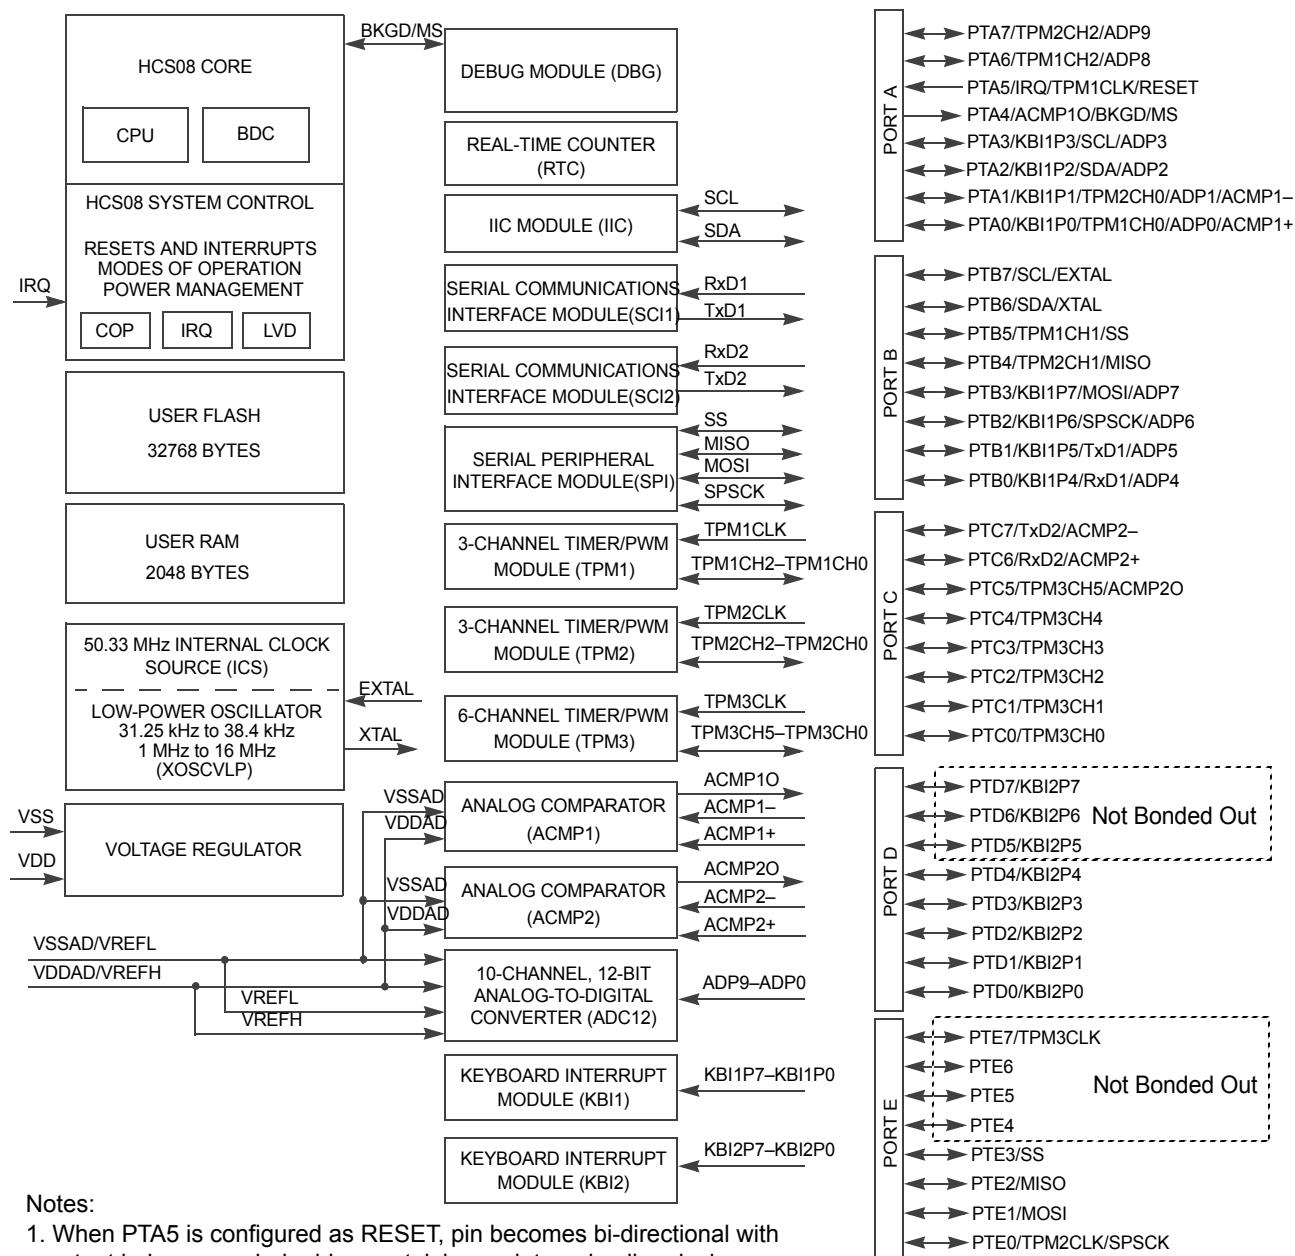 HCS08 CORE
CPU
BDC
HCS08 SYSTEM CONTROL
RESETS AND INTERRUPTS
MODES OF OPERATION
POWER MANAGEMENT
COP
IRQ
LVD
IRQ
USER FLASH
32768 BYTES
USER RAM
2048 BYTES
50.33 MHz INTERNAL CLOCK
SOURCE (ICS)
LOW-POWER OSCILLATOR
31.25 kHz to 38.4 kHz
1 MHz to 16 MHz
(XOSCVLP)
EXTAL
XTAL
VSS
VDD
VOLTAGE REGULATOR
VSSAD/VREFL
VDDAD/VREFH
VREFL
VREFH
BKGD/MS
DEBUG MODULE (DBG)
REAL-TIME COUNTER
(RTC)
IIC MODULE (IIC)
SCL
SDA
SERIAL COMMUNICATIONS
INTERFACE MODULE(SCI1)
RxD1
TxD1
SERIAL COMMUNICATIONS
INTERFACE MODULE(SCI2)
RxD2
TxD2
SERIAL PERIPHERAL
INTERFACE MODULE(SPI)
SS
MISO
MOSI
SPSCK
3-CHANNEL TIMER/PWM
MODULE (TPM1)
TPM1CLK
TPM1CH2–TPM1CH0
3-CHANNEL TIMER/PWM
MODULE (TPM2)
TPM2CLK
TPM2CH2–TPM2CH0
6-CHANNEL TIMER/PWM
MODULE (TPM3)
TPM3CLK
TPM3CH5–TPM3CH0
VSSAD
VDDAD
ANALOG COMPARATOR
(ACMP1)
ACMP1O
ACMP1–
ACMP1+
VSSAD
VDDAD
ANALOG COMPARATOR
(ACMP2)
ACMP2O
ACMP2–
ACMP2+
10-CHANNEL, 12-BIT
ANALOG-TO-DIGITAL
CONVERTER (ADC12)
ADP9–ADP0
KEYBOARD INTERRUPT
MODULE (KBI1)
KBI1P7–KBI1P0
KEYBOARD INTERRUPT
MODULE (KBI2)
KBI2P7–KBI2P0
PORT A
PTA7/TPM2CH2/ADP9
PTA6/TPM1CH2/ADP8
PTA5/IRQ/TPM1CLK/RESET
PTA4/ACMP1O/BKGD/MS
PTA3/KBI1P3/SCL/ADP3
PTA2/KBI1P2/SDA/ADP2
PTA1/KBI1P1/TPM2CH0/ADP1/ACMP1–
PTA0/KBI1P0/TPM1CH0/ADP0/ACMP1+
PORT B
PTB7/SCL/EXTAL
PTB6/SDA/XTAL
PTB5/TPM1CH1/SS
PTB4/TPM2CH1/MISO
PTB3/KBI1P7/MOSI/ADP7
PTB2/KBI1P6/SPSCK/ADP6
PTB1/KBI1P5/TxD1/ADP5
PTB0/KBI1P4/RxD1/ADP4
PORT C
PTC7/TxD2/ACMP2–
PTC6/RxD2/ACMP2+
PTC5/TPM3CH5/ACMP2O
PTC4/TPM3CH4
PTC3/TPM3CH3
PTC2/TPM3CH2
PTC1/TPM3CH1
PTC0/TPM3CH0
PORT D
PTD7/KBI2P7
PTD6/KBI2P6 Not Bonded Out
PTD5/KBI2P5
PTD4/KBI2P4
PTD3/KBI2P3
PTD2/KBI2P2
PTD1/KBI2P1
PTD0/KBI2P0
PORT E
PTE7/TPM3CLK
PTE6
Not Bonded Out
PTE5
PTE4
PTE3/SS
PTE2/MISO
PTE1/MOSI
PTE0/TPM2CLK/SPSCK
Notes:
1. When PTA5 is configured as RESET, pin becomes bi-directional with